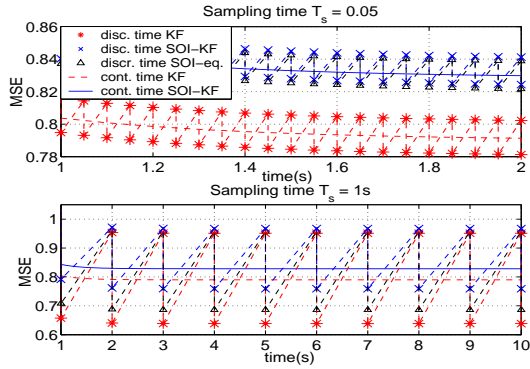 Sampling time T_s = 0.05
0.86
0.84
0.82
0.8
0.78
MSE
disc. time KF
disc. time SOI−KF
discr. time SOI−eq.
cont. time KF
cont. time SOI−KF
1
1.2
1.4
1.6
1.8
2
time(s)
Sampling time T_s = 1s
1
0.9
0.8
0.7
0.6
MSE
1 2 3 4 5 6 7 8 9 10
time(s)